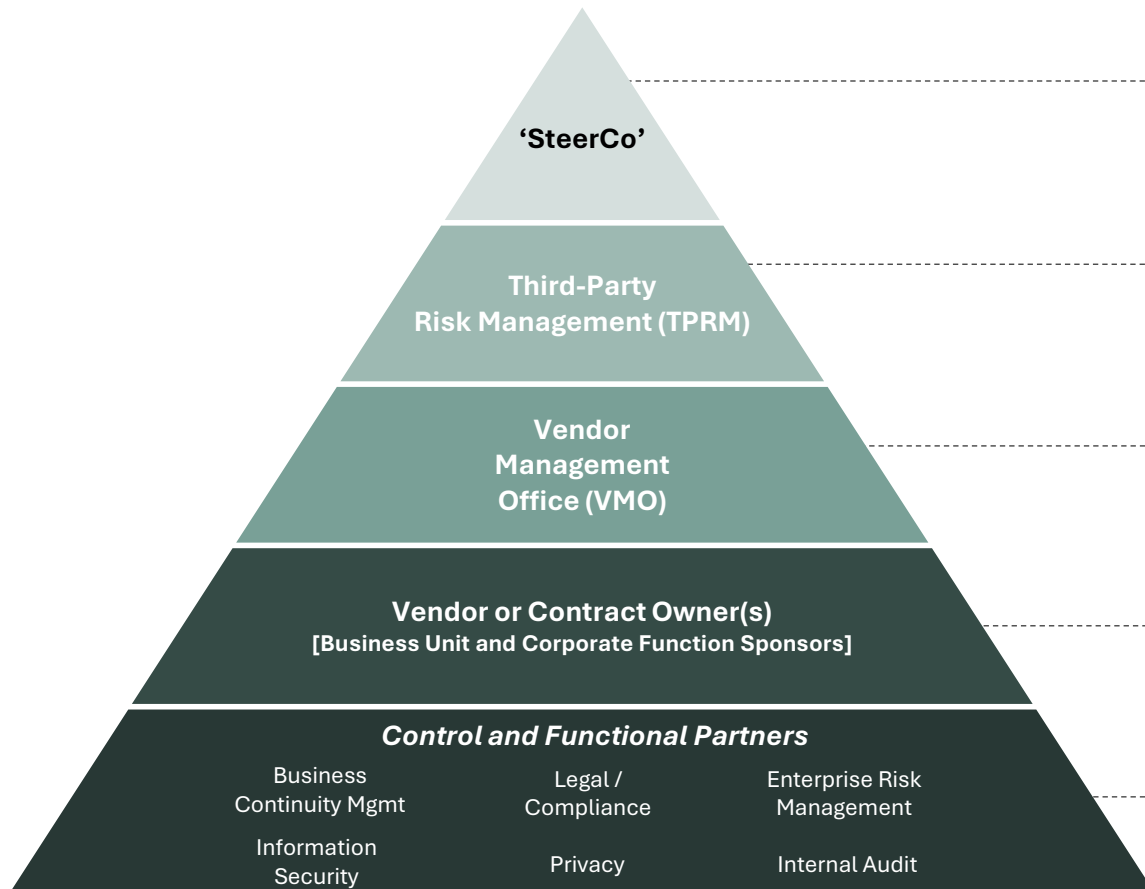 ‘SteerCo’
Third-Party
Risk Management (TPRM)
Vendor
Management
Office (VMO)
Vendor or Contract Owner(s)
[Business Unit and Corporate Function Sponsors]
Control and Functional Partners
Business
Continuity Mgmt
Legal /
Compliance
Enterprise Risk
Management
Information
Security
Privacy
Internal Audit